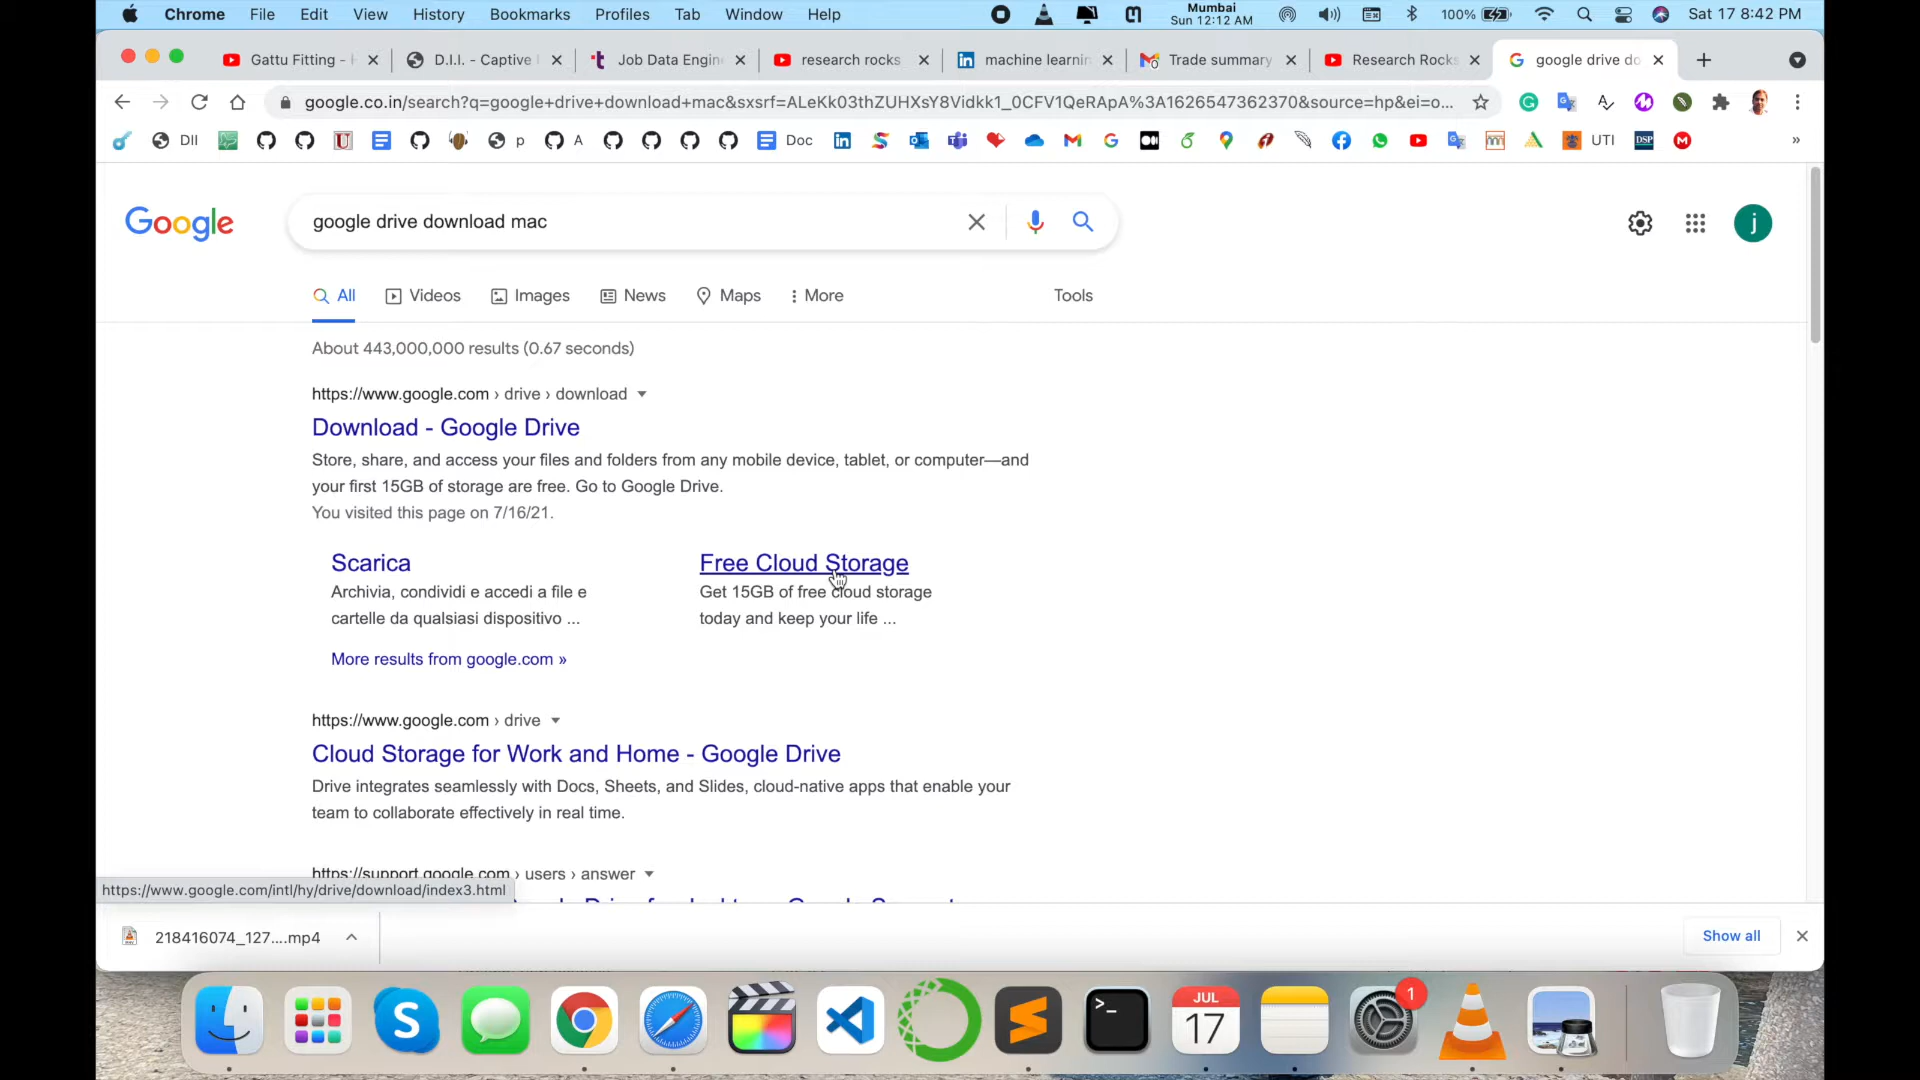 Chrome File Edit View History Bookmarks Profiles Tab Window Help Mumbai Sun 12:12 AM 100% Sat 17 8:42 PM
Gattu Fitting - D.I.I. - Captive Job Data Engin research rocks machine learnin Trade summary Research Rocks google drive do
google.co.in/search?q=google+drive+download+mac&sxsrf=ALeKk03thZUHXsY8Vidkk1_0CFV1QeRApA%3A1626547362370&source=hp&ei=o...
DII p A Doc UTI DSP »
Google google drive download mac j
All Videos Images News Maps More Tools
About 443,000,000 results (0.67 seconds)
https://www.google.com › drive › download
Download - Google Drive
Store, share, and access your files and folders from any mobile device, tablet, or computer—and
your first 15GB of storage are free. Go to Google Drive.
You visited this page on 7/16/21.
Scarica
Archivia, condividi e accedi a file e
cartelle da qualsiasi dispositivo ...
Free Cloud Storage
Get 15GB of free cloud storage
today and keep your life ...
More results from google.com »
https://www.google.com › drive
Cloud Storage for Work and Home - Google Drive
Drive integrates seamlessly with Docs, Sheets, and Slides, cloud-native apps that enable your
team to collaborate effectively in real time.
https://support.google.com › users › answer
https://www.google.com/intl/hy/drive/download/index3.html
218416074_127....mp4 Show all
JUL
17
1